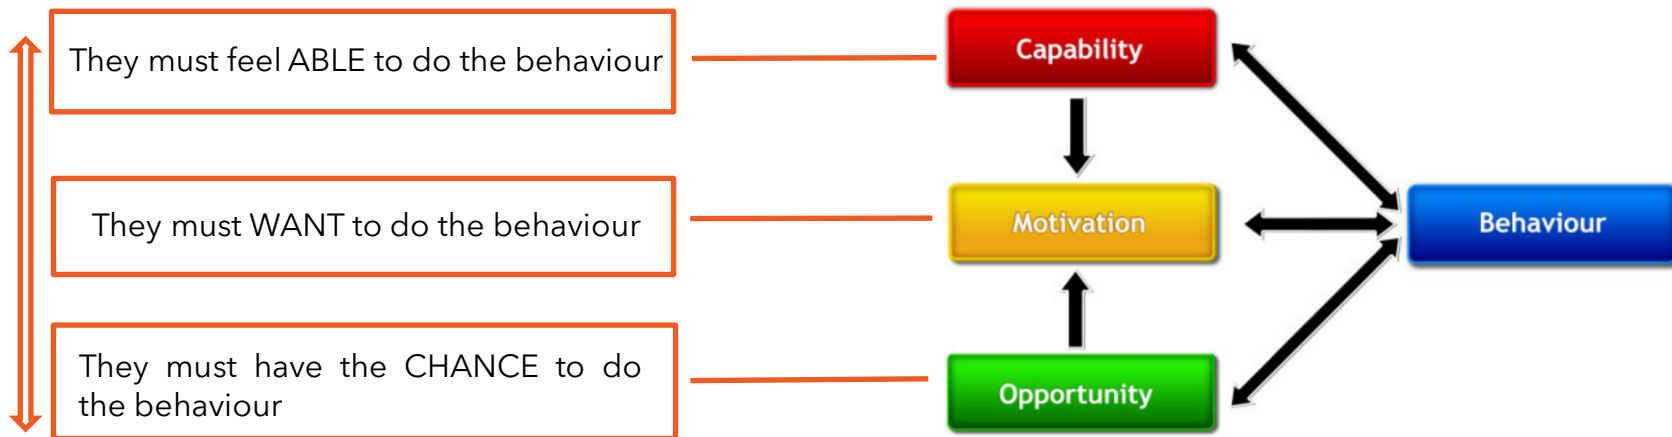 They must feel ABLE to do the behaviour
Capability
They must WANT to do the behaviour
Motivation
Behaviour
They must have the CHANCE to do
the behaviour
Opportunity